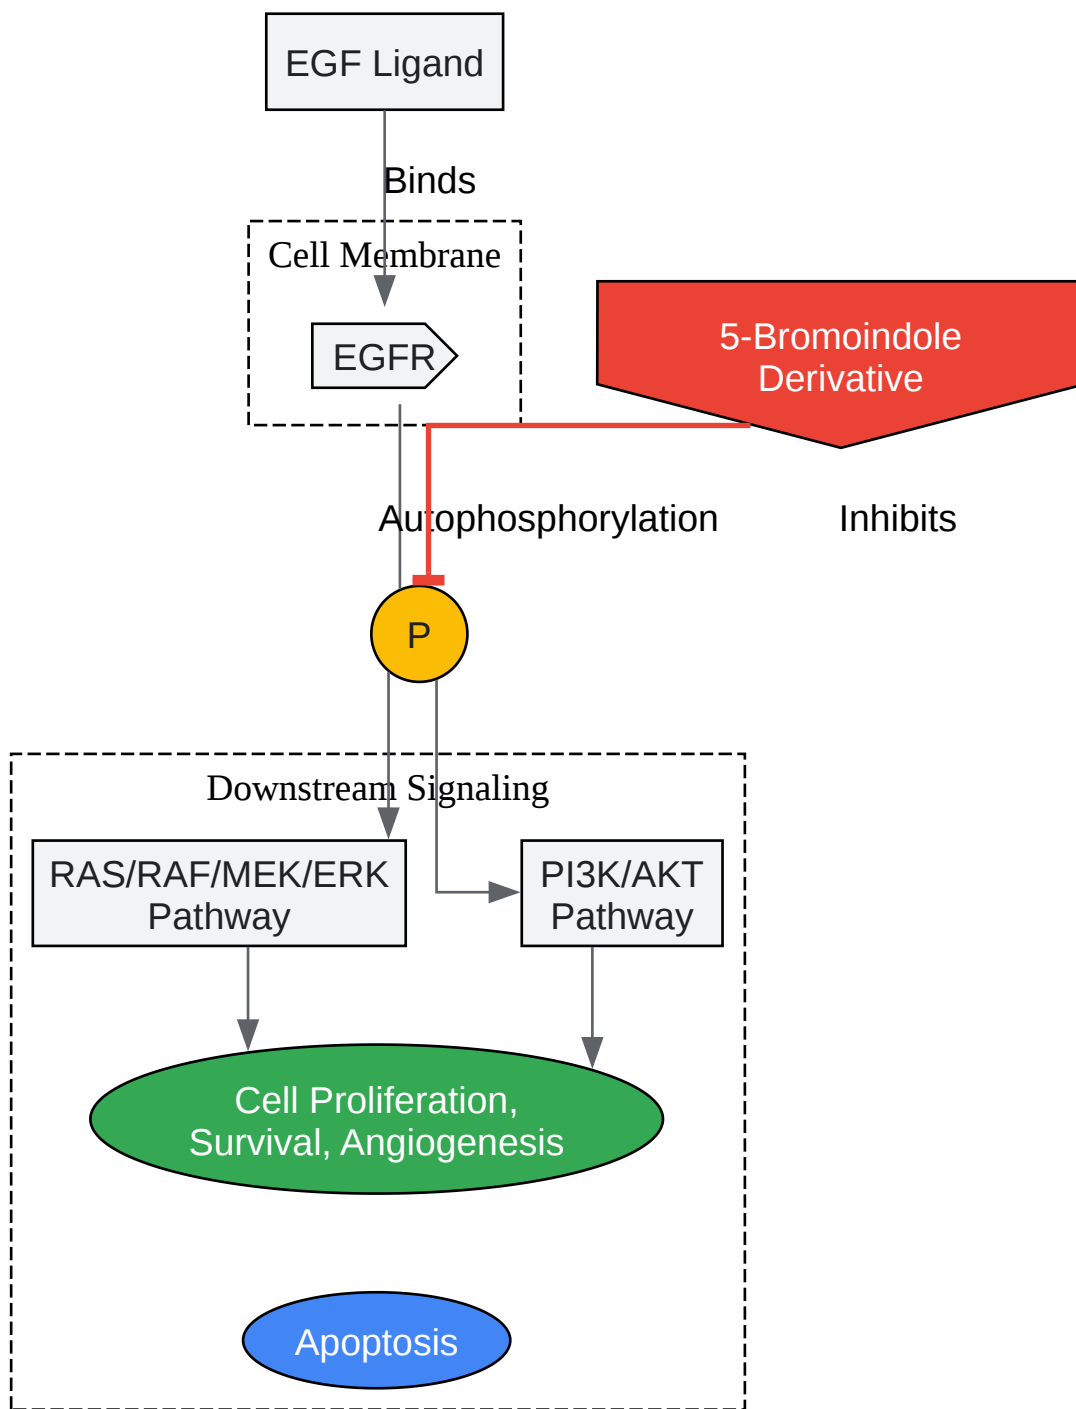 EGF Ligand
Binds
Cell Membrane
EGFR
5-Bromoindole
Derivative
Autophosphorylation
Inhibits
P
Downstream Signaling
RAS/RAF/MEK/ERK
Pathway
PI3K/AKT
Pathway
Cell Proliferation,
Survival, Angiogenesis
Apoptosis